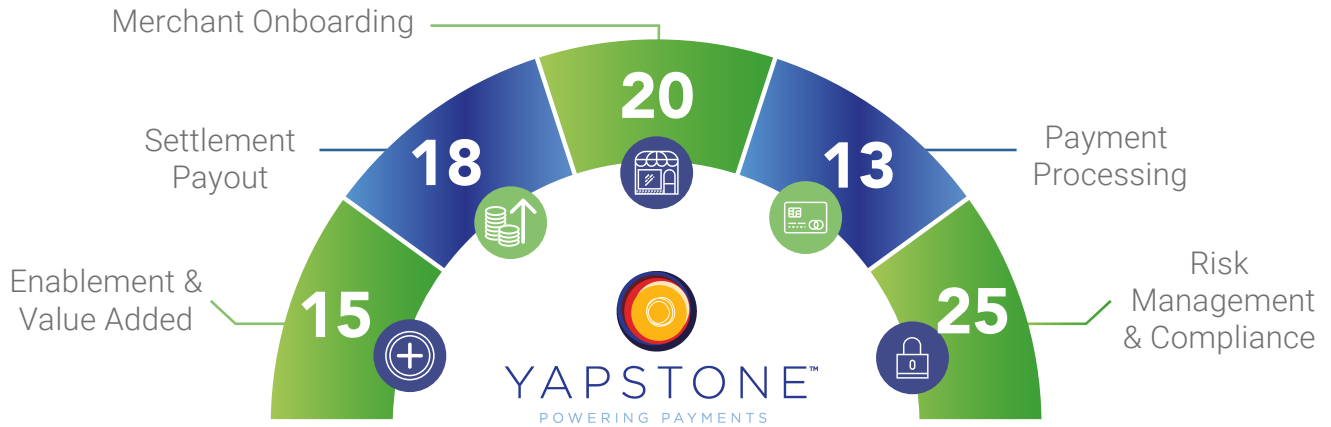 Merchant Onboarding
20
Settlement
Payout
18
13
Payment
Processing
Enablement &
Value Added
15
25
Risk
Management
& Compliance
0
YAPSTONE™
POWERING PAYMENTS